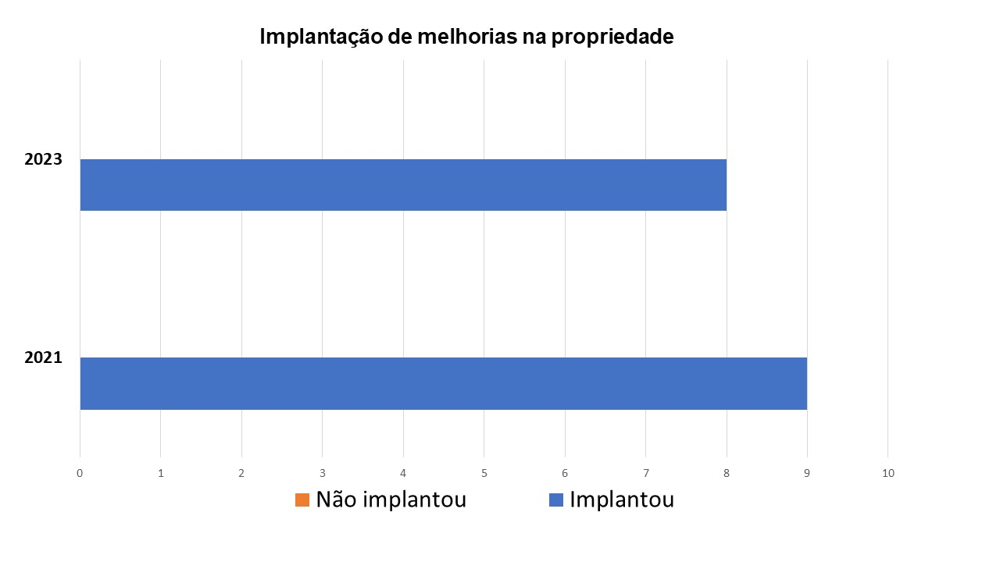 Implantação de melhorias na propriedade
2023
2021
0 1 2 3 4 5 6 7 8 9 10
Não implantou Implantou